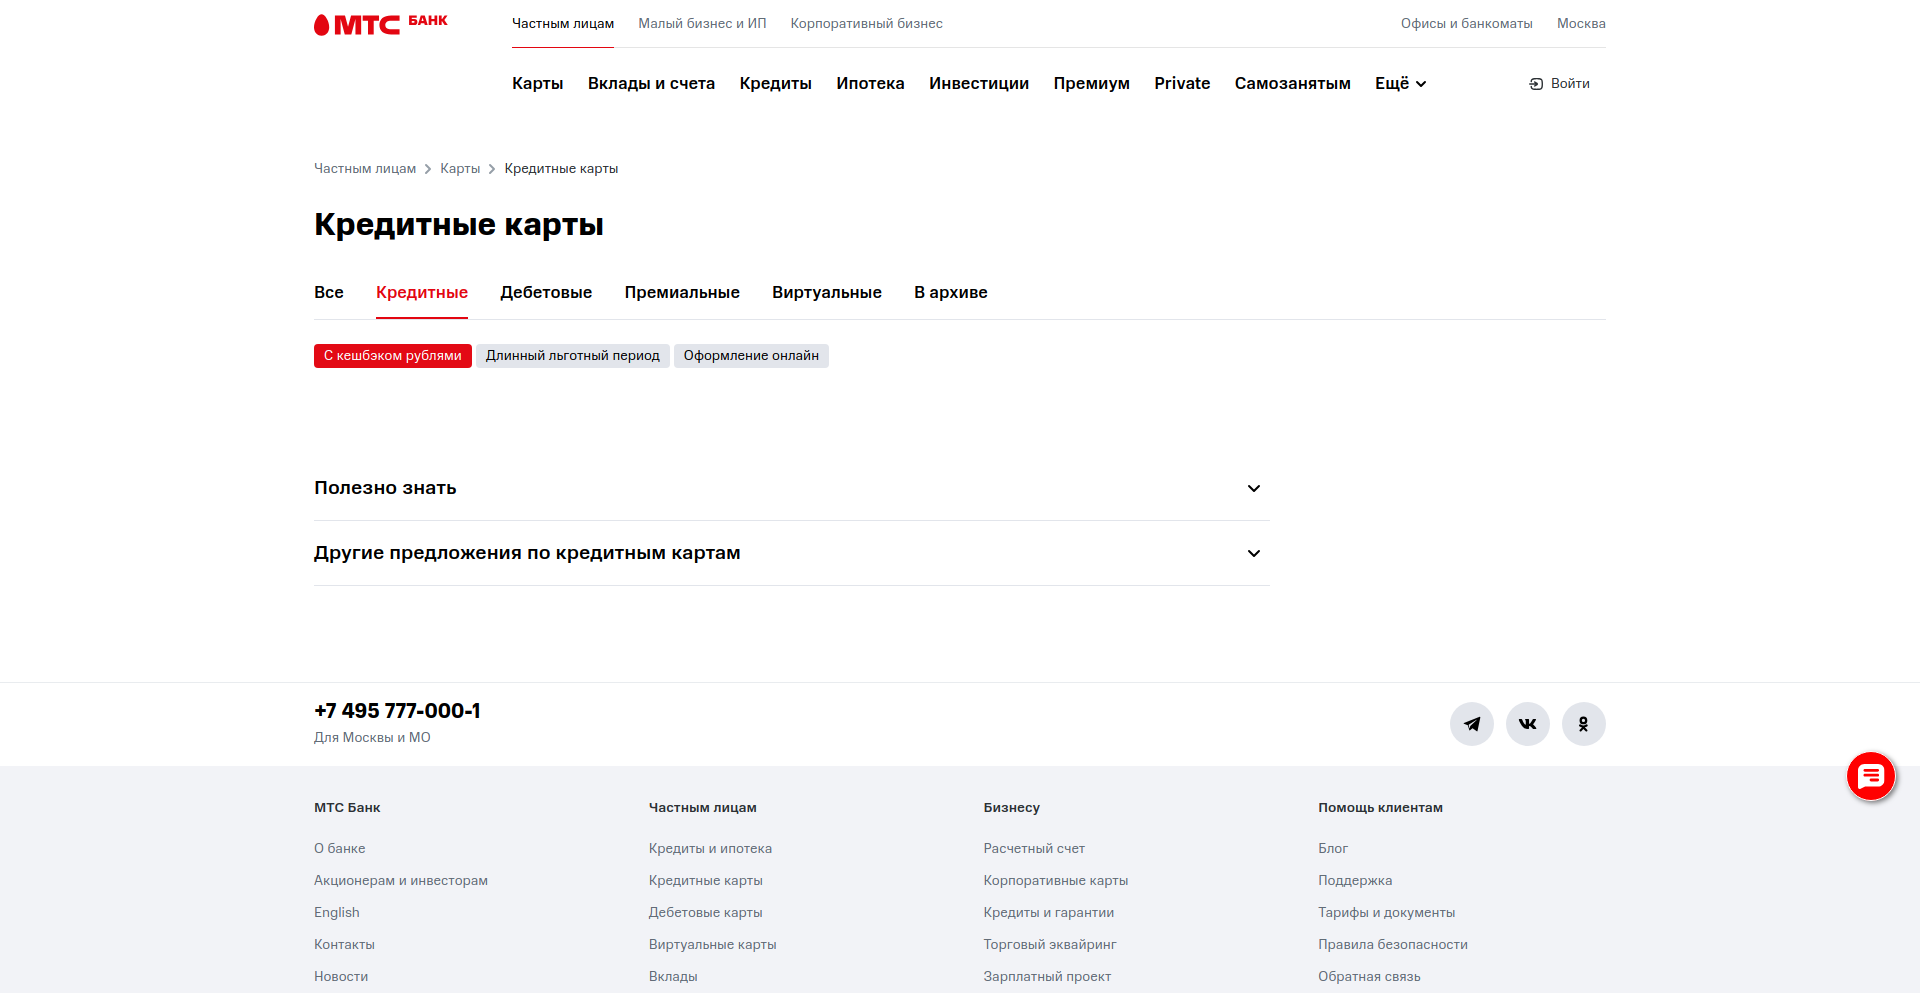 МТС БАНК
Частным лицам Малый бизнес и ИП Корпоративный бизнес Офисы и банкоматы Москва
Карты Вклады и счета Кредиты Ипотека Инвестиции Премиум Private Самозанятым Ещё Войти
Частным лицам Карты Кредитные карты
Кредитные карты
Все Кредитные Дебетовые Премиальные Виртуальные В архиве
С кешбэком рублями Длинный льготный период Оформление онлайн
Полезно знать
Другие предложения по кредитным картам
+7 495 777-000-1
Для Москвы и МО
МТС Банк Частным лицам Бизнесу Помощь клиентам
О банке Кредиты и ипотека Расчетный счет Блог
Акционерам и инвесторам Кредитные карты Корпоративные карты Поддержка
English Дебетовые карты Кредиты и гарантии Тарифы и документы
Контакты Виртуальные карты Торговый эквайринг Правила безопасности
Новости Вклады Зарплатный проект Обратная связь